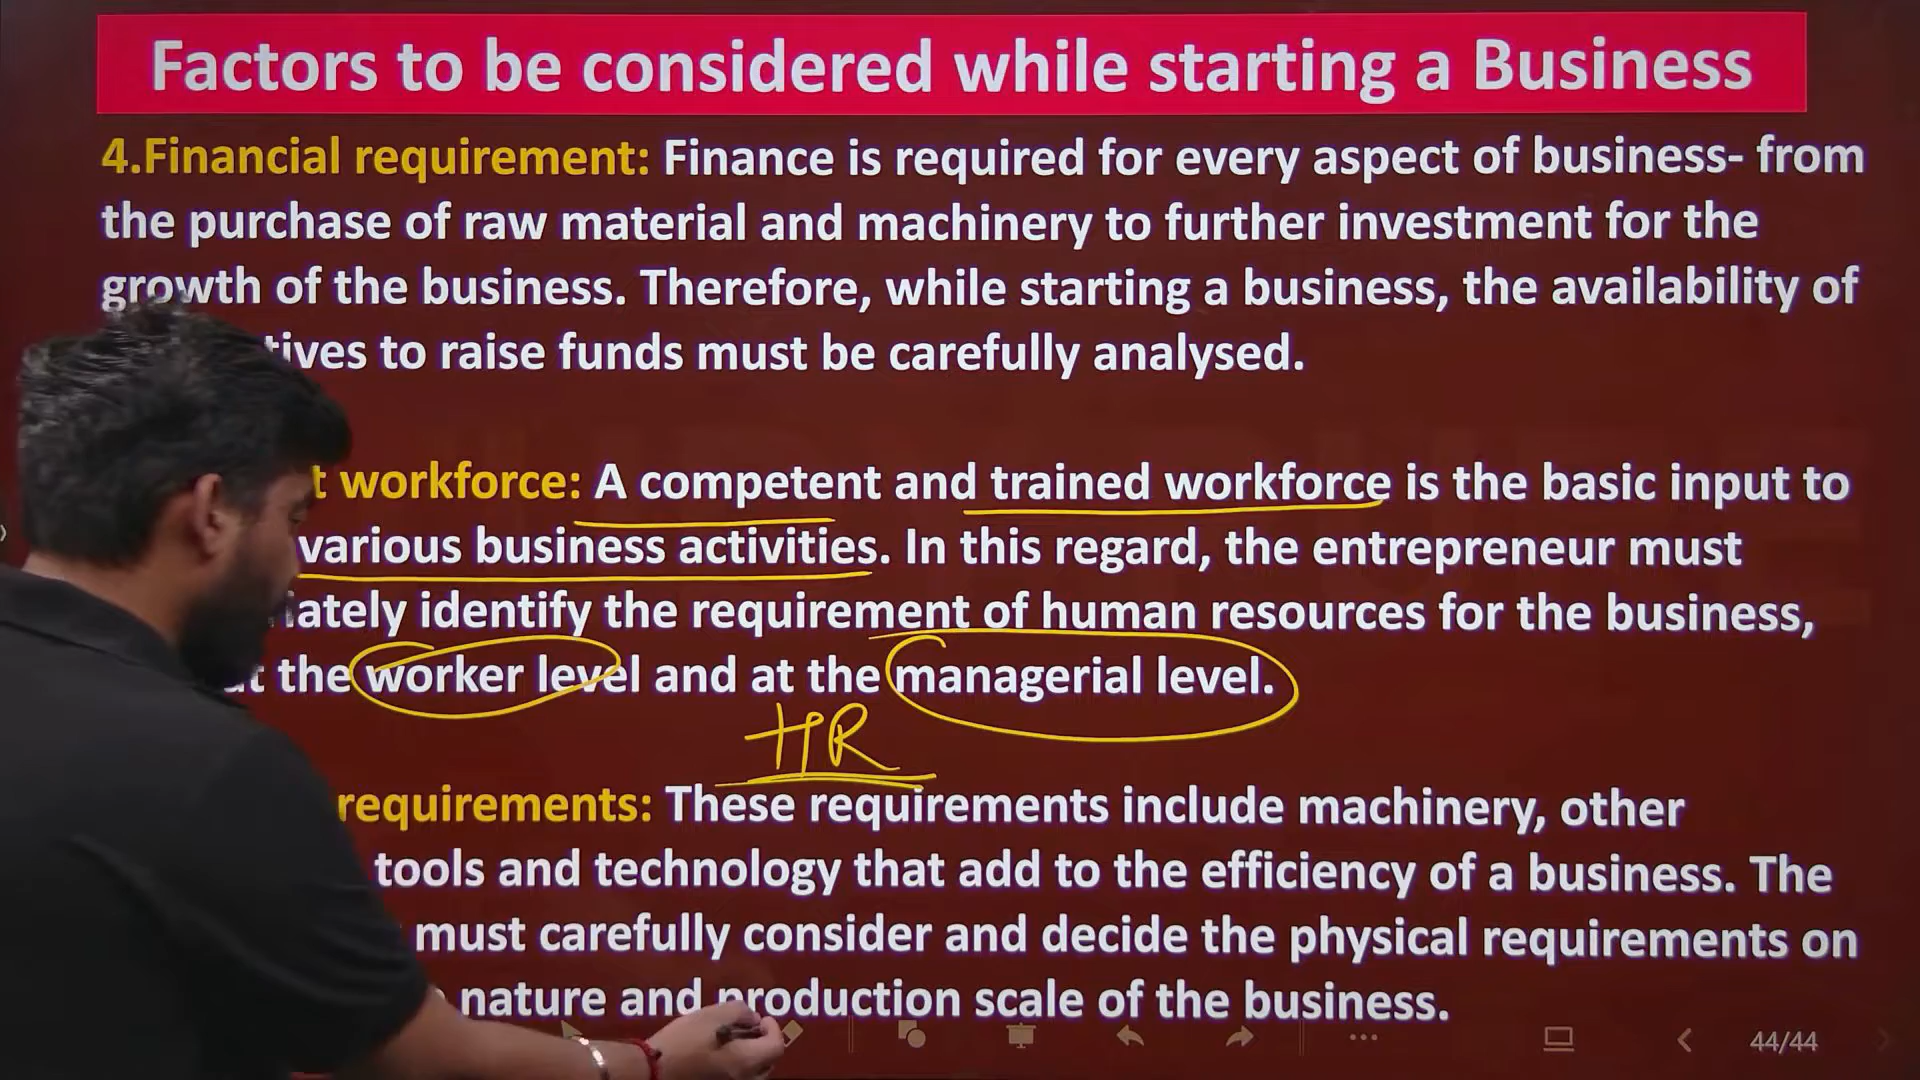 Factors to be considered while starting a Business
4.Financial requirement: Finance is required for every aspect of business- from
the purchase of raw material and machinery to further investment for the
growth of the business. Therefore, while starting a business, the availability of
to raise funds must be carefully analysed.
workforce: A competent and trained workforce is the basic input to
various business activities. In this regard, the entrepreneur must
identify the requirement of human resources for the business,
the worker level and at the managerial level.
HR
requirements: These requirements include machinery, other
tools and technology that add to the efficiency of a business. The
must carefully consider and decide the physical requirements on
nature and production scale of the business.
44/44